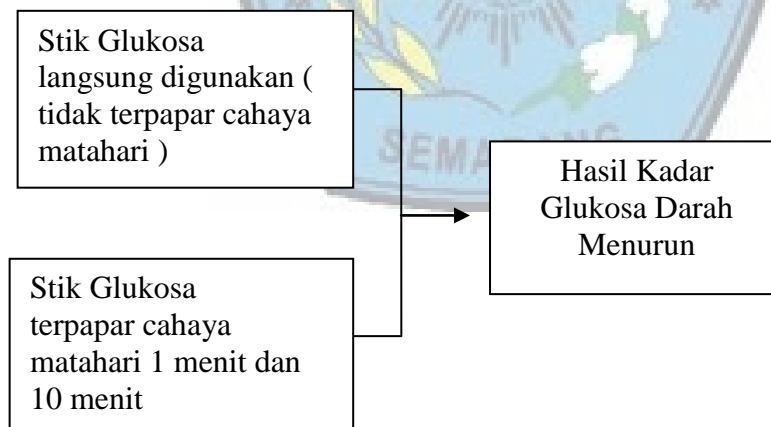 Stik Glukosa
langsung digunakan (
tidak terpapar cahaya
matahari )
SEMARANG
Hasil Kadar
Glukosa Darah
Menurun
Stik Glukosa
terpapar cahaya
matahari 1 menit dan
10 menit